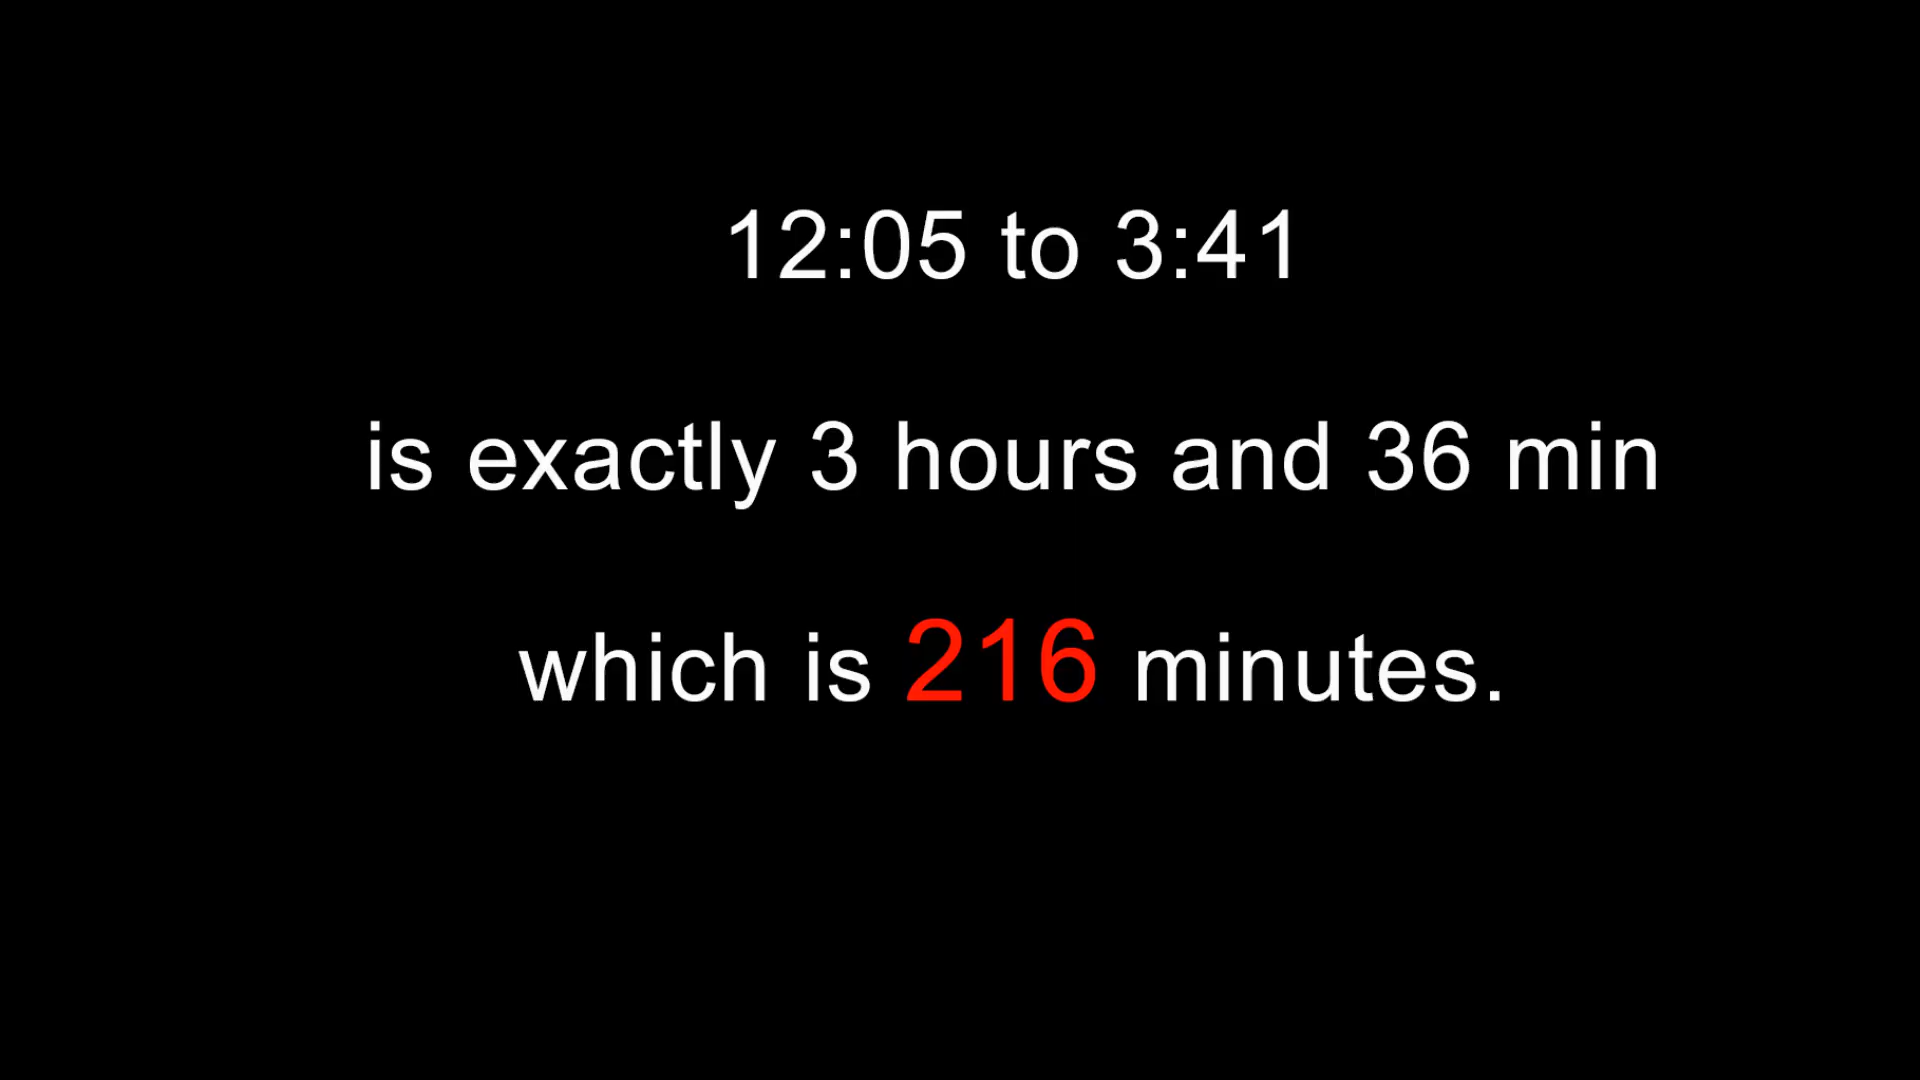 12:05 to 3:41
is exactly 3 hours and 36 min
which is 216 minutes.